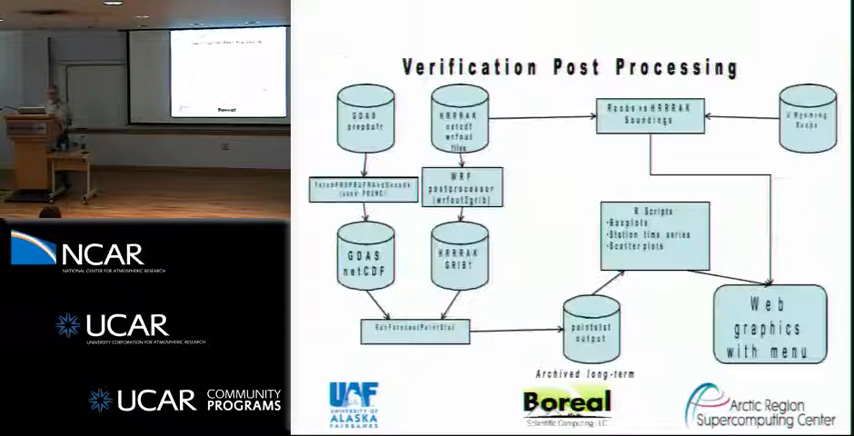 Verification Post Processing
GDAS
prepbufr
HRRRAK
netcdf
wrfout
files
Raobs vs HRRRAK
Soundings
U Wyoming
Raobs
WRF
postprocessor
(wrfout2grib)
R Scripts
•Boxplots
•Station time series
•Scatter plots
GDAS
netCDF
HRRRAK
GRIB1
RunForecastPointStat
pointstat
output
Web
graphics
with menu
Archived long-term
UAF
UNIVERSITY OF
ALASKA
FAIRBANKS
Boreal
Scientific Computing LLC
Arctic Region
Supercomputing Center
Boreal
NCAR
NATIONAL CENTER FOR ATMOSPHERIC RESEARCH
UCAR
UNIVERSITY CORPORATION FOR ATMOSPHERIC RESEARCH
UCAR COMMUNITY
PROGRAMS